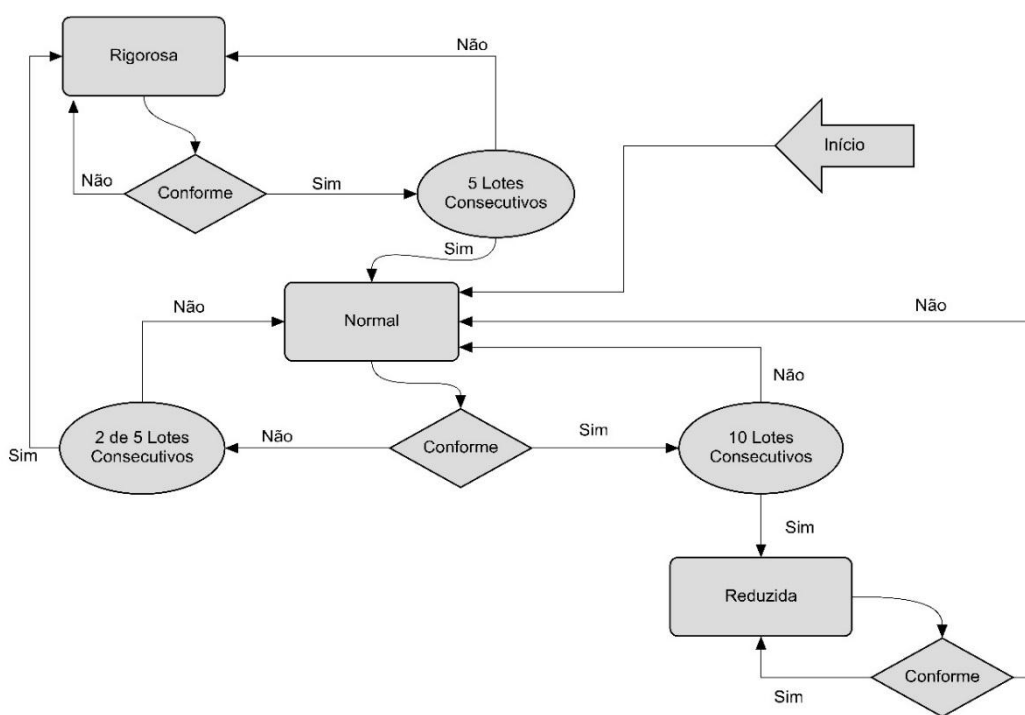 Não
Rigorosa
Início
Não
Conforme
Sim
5 Lotes
Consecutivos
Sim
Não
Normal
Não
Não
2 de 5 Lotes
Consecutivos
Não
Conforme
Sim
10 Lotes
Consecutivos
Sim
Sim
Reduzida
Conforme
Sim